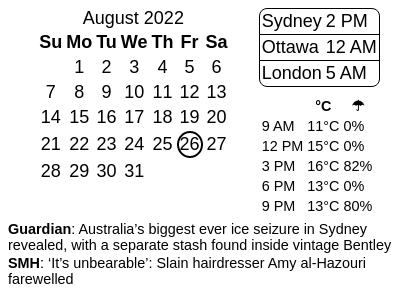 August 2022
Su Mo Tu We Th Fr Sa
1 2 3 4 5 6
7 8 9 10 11 12 13
14 15 16 17 18 19 20
21 22 23 24 25 26 27
28 29 30 31
Sydney 2 PM
Ottawa 12 AM
London 5 AM
°C ☂
9 AM 11°C 0%
12 PM 15°C 0%
3 PM 16°C 82%
6 PM 13°C 0%
9 PM 13°C 80%
Guardian: Australia’s biggest ever ice seizure in Sydney
revealed, with a separate stash found inside vintage Bentley
SMH: ‘It’s unbearable’: Slain hairdresser Amy al-Hazouri
farewelled